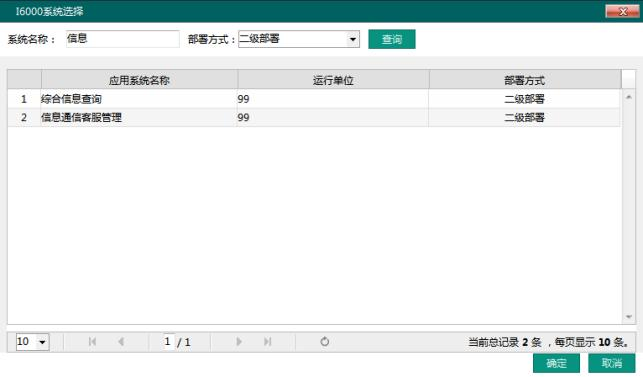 I6000系统选择
系统名称： 信息 部署方式：二级部署 查询
应用系统名称 运行单位 部署方式
1 综合信息查询 99 二级部署
2 信息通信客服管理 99 二级部署
10 1 / 1 当前总记录 2 条 ，每页显示 10 条。
确定 取消